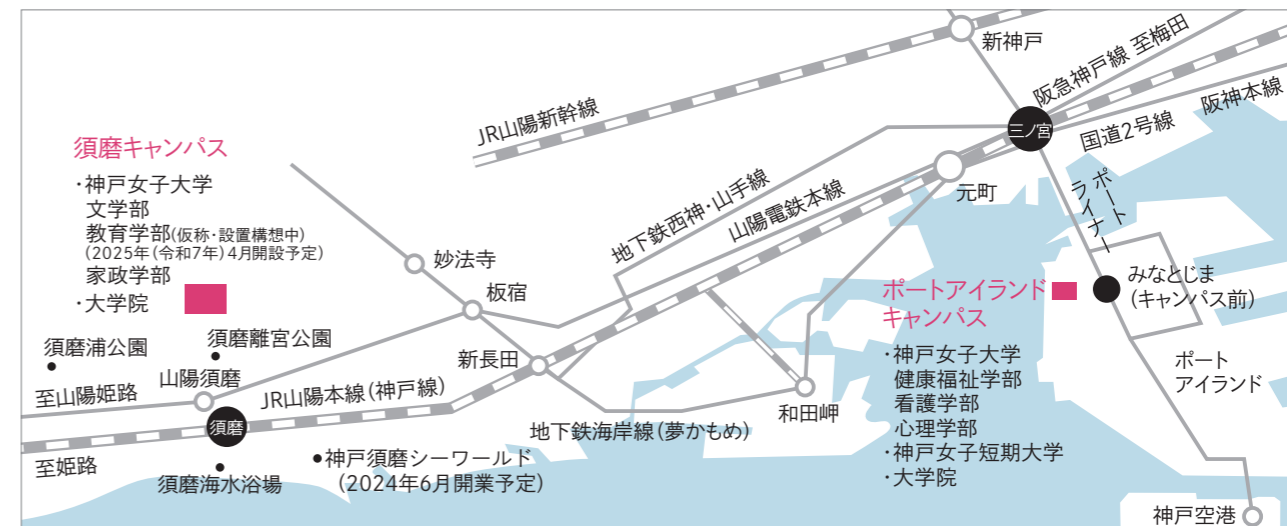 新神戸
阪急神戸線 至梅田
JR山陽新幹線
三ノ宮
阪神本線
国道2号線
須磨キャンパス
・神戸女子大学
文学部
教育学部(仮称・設置構想中)
(2025年(令和7年)4月開設予定)
家政学部
・大学院
地下鉄西神・山手線
山陽電鉄本線
元町
ポート
ライナー
妙法寺
板宿
みなとじま
(キャンパス前)
ポートアイランド
キャンパス
・神戸女子大学
健康福祉学部
看護学部
心理学部
・神戸女子短期大学
・大学院
ポート
アイランド
須磨浦公園
須磨離宮公園
新長田
山陽須磨
至山陽姫路
JR山陽本線(神戸線)
和田岬
須磨
地下鉄海岸線(夢かもめ)
至姫路
須磨海水浴場
神戸須磨シーワールド
(2024年6月開業予定)
神戸空港